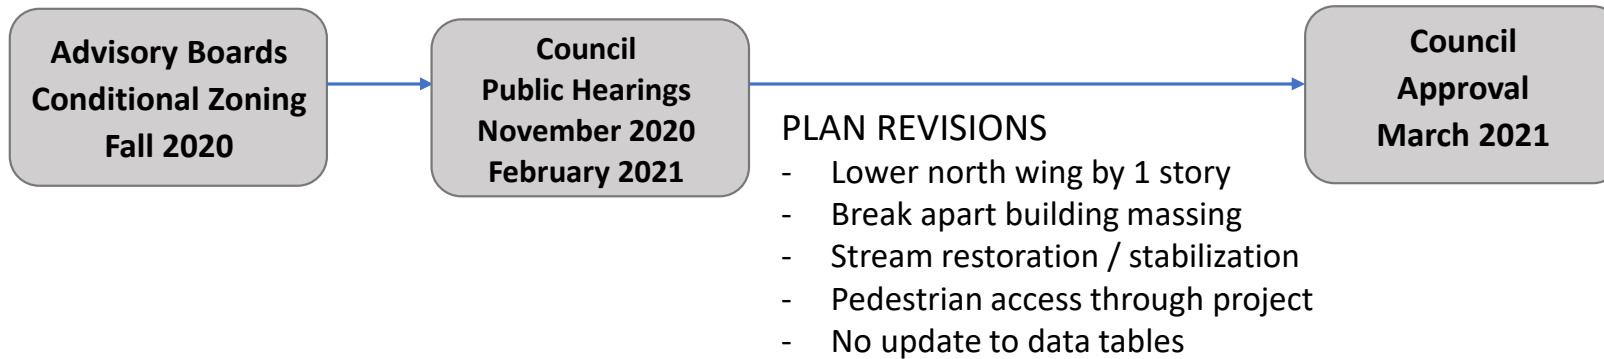 Advisory Boards
Conditional Zoning
Fall 2020
Council
Public Hearings
November 2020
February 2021
PLAN REVISIONS
- Lower north wing by 1 story
- Break apart building massing
- Stream restoration / stabilization
- Pedestrian access through project
- No update to data tables
Council
Approval
March 2021